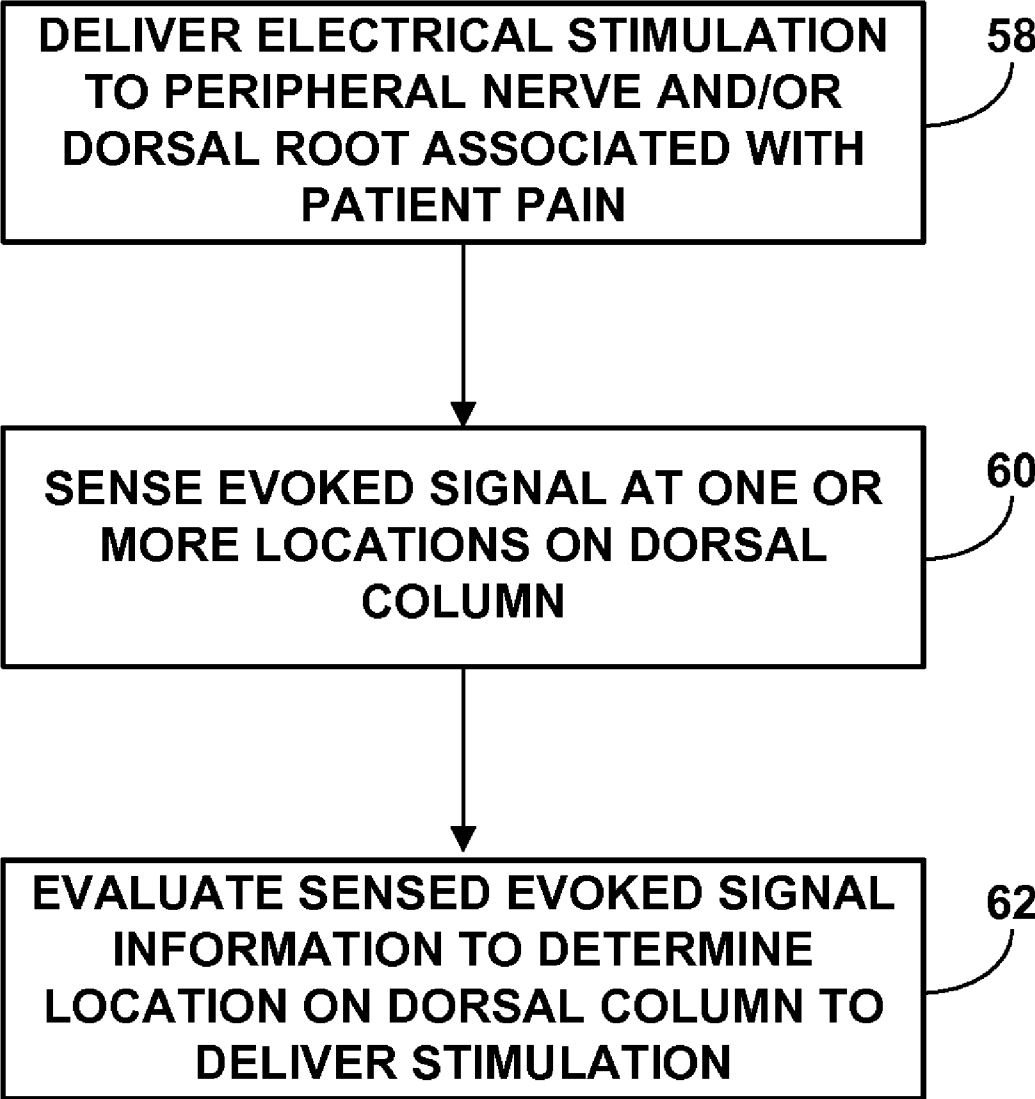 DELIVER ELECTRICAL STIMULATION
TO PERIPHERAL NERVE AND/OR
DORSAL ROOT ASSOCIATED WITH
PATIENT PAIN
58
SENSE EVOKED SIGNAL AT ONE OR
MORE LOCATIONS ON DORSAL
COLUMN
60
EVALUATE SENSED EVOKED SIGNAL
INFORMATION TO DETERMINE
LOCATION ON DORSAL COLUMN TO
DELIVER STIMULATION
62